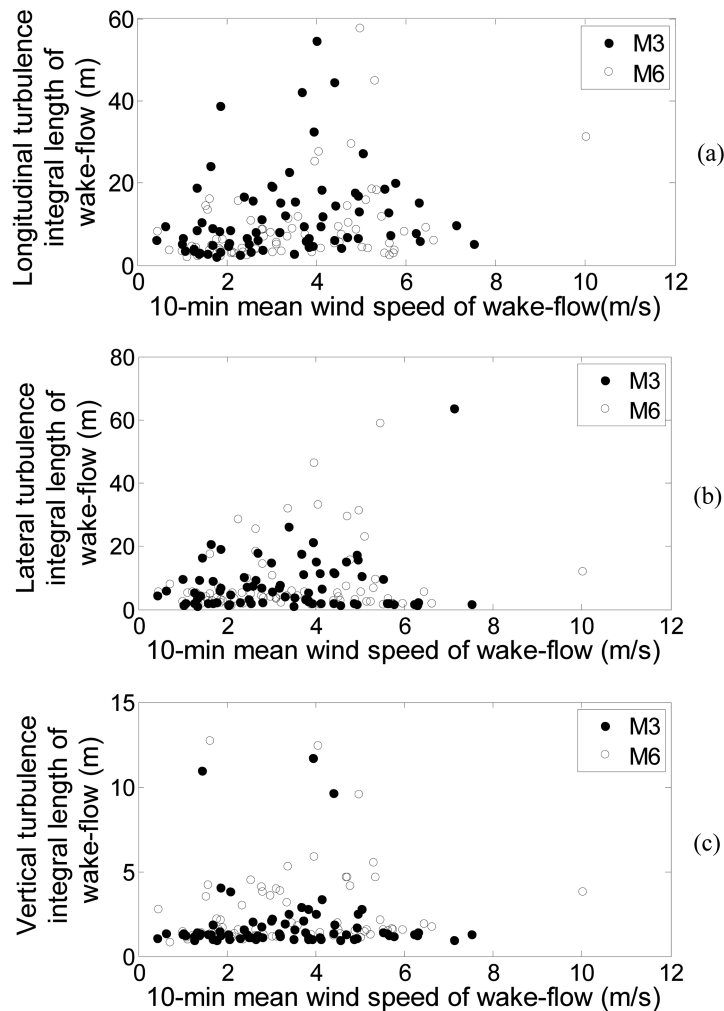 60
40
20
0
0 2 4 6 8 10 12
Longitudinal turbulence
integral length of
wake-flow (m)
10-min mean wind speed of wake-flow(m/s)
M3
M6
(a)
80
60
40
20
0
0 2 4 6 8 10 12
Lateral turbulence
integral length of
wake-flow (m)
10-min mean wind speed of wake-flow (m/s)
M3
M6
(b)
15
10
5
0
0 2 4 6 8 10 12
Vertical turbulence
integral length of
wake-flow (m)
10-min mean wind speed of wake-flow (m/s)
M3
M6
(c)